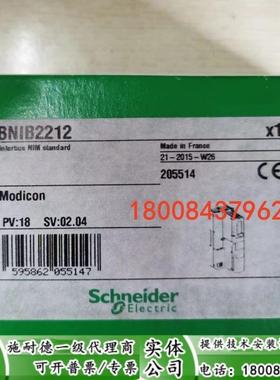 BNIB2212
x1
interbus NIM standard
Made in France
21-2015-W26
205514
CE
Modicon
18008437962
PV:18 SV:02.04
595862 055147
Schneider
Electric
施耐德一级代理商
可开普票/专票
实体
公司
提供技术安装
电话：18008